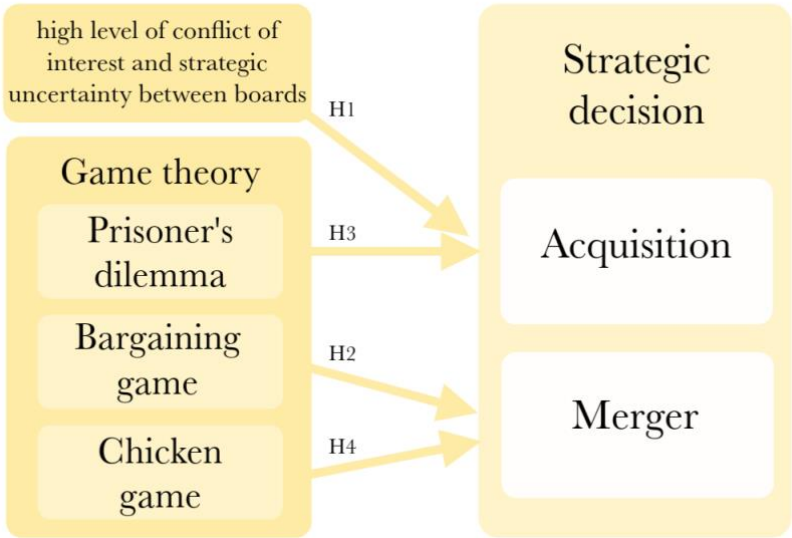 high level of conflict of
interest and strategic
uncertainty between boards
H1
Game theory
Prisoner's
dilemma
H3
Bargaining
game
H2
Chicken
game
H4
Strategic
decision
Acquisition
Merger